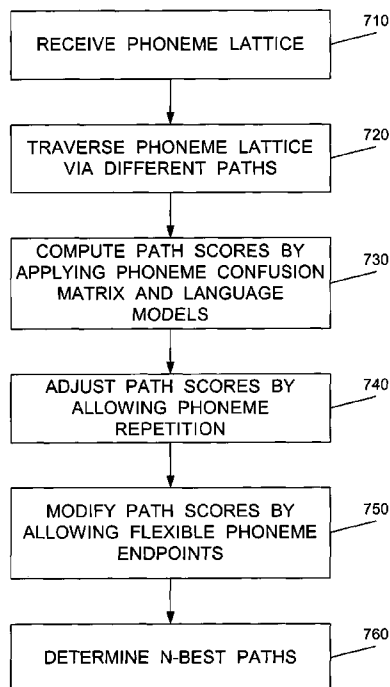 710
RECEIVE PHONEME LATTICE
720
TRAVERSE PHONEME LATTICE
VIA DIFFERENT PATHS
730
COMPUTE PATH SCORES BY
APPLYING PHONEME CONFUSION
MATRIX AND LANGUAGE
MODELS
740
ADJUST PATH SCORES BY
ALLOWING PHONEME
REPETITION
750
MODIFY PATH SCORES BY
ALLOWING FLEXIBLE PHONEME
ENDPOINTS
760
DETERMINE N-BEST PATHS